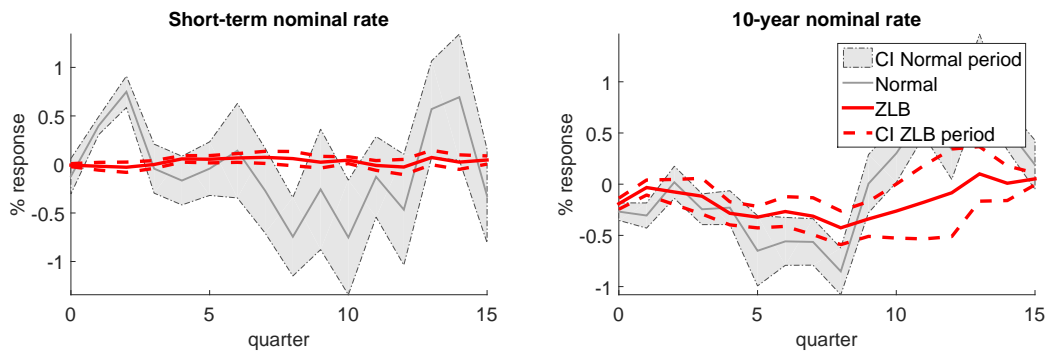 Short-term nominal rate
% response
1
0.5
0
-0.5
-1
0
5
10
15
quarter
10-year nominal rate
% response
1
0.5
0
-0.5
-1
0
5
10
15
quarter
CI Normal period
Normal
ZLB
CI ZLB period